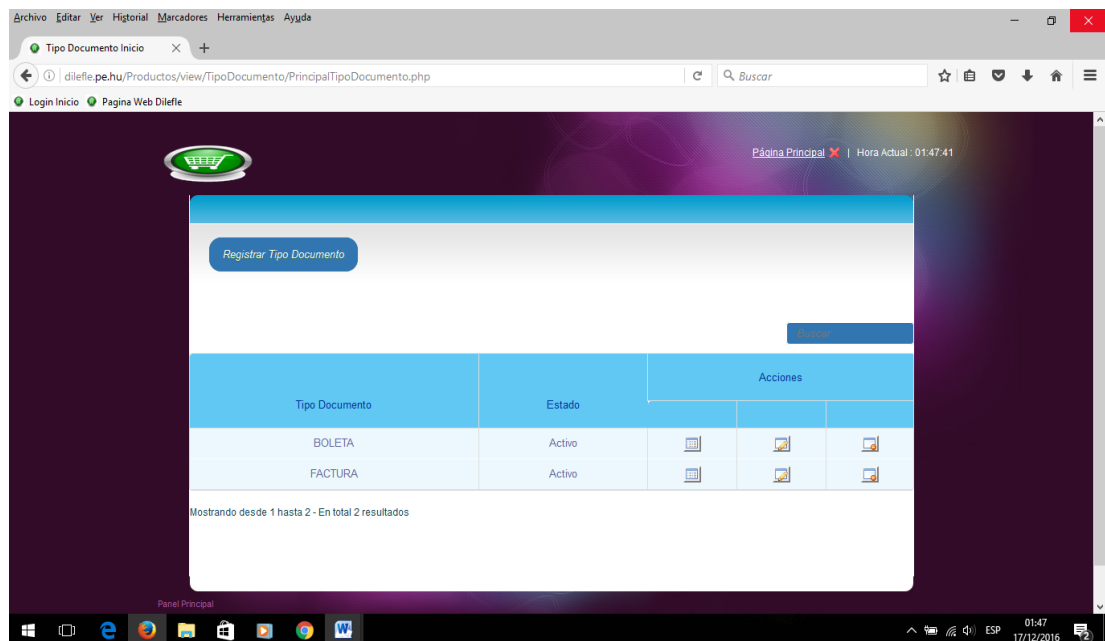 Archivo Editar Ver Historial Marcadores Herramientas Ayuda
Tipo Documento Inicio
dilefle.pe.hu/Productos/view/TipoDocumento/PrincipalTipoDocumento.php
Buscar
Login Inicio Pagina Web Dilefle
Página Principal | Hora Actual : 01:47:41
Registrar Tipo Documento
Buscar
Acciones
Tipo Documento Estado
BOLETA Activo
FACTURA Activo
Mostrando desde 1 hasta 2 - En total 2 resultados
Panel Principal
ESP 01:47
17/12/2016
2